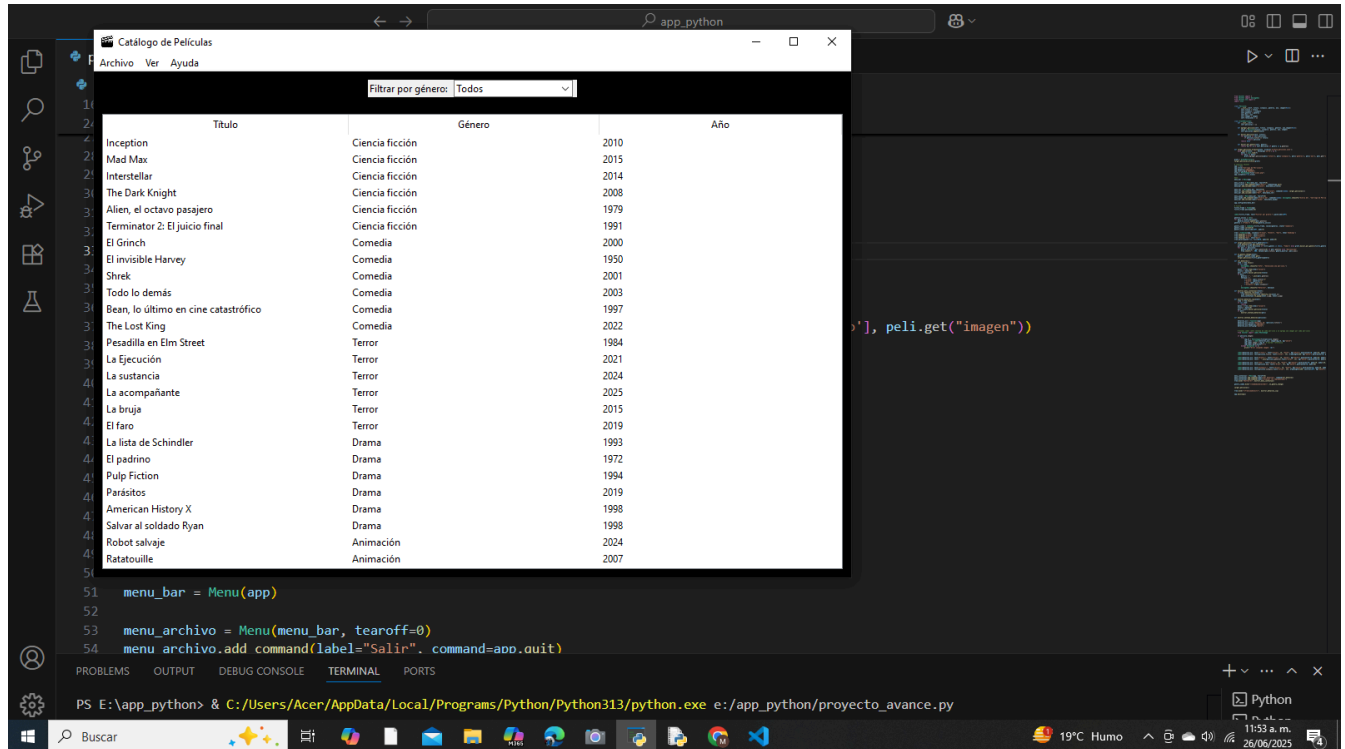 app_python
Catálogo de Películas
Archivo Ver Ayuda
Filtrar por género: Todos
Título Género Año
Inception Ciencia ficción 2010
Mad Max Ciencia ficción 2015
Interstellar Ciencia ficción 2014
The Dark Knight Ciencia ficción 2008
Alien, el octavo pasajero Ciencia ficción 1979
Terminator 2: El juicio final Ciencia ficción 1991
El Grinch Comedia 2000
El invisible Harvey Comedia 1950
Shrek Comedia 2001
Todo lo demás Comedia 2003
Bean, lo último en cine catastrófico Comedia 1997
The Lost King Comedia 2022
'], peli.get("imagen"))
Pesadilla en Elm Street Terror 1984
La Ejecución Terror 2021
La sustancia Terror 2024
La acompañante Terror 2025
La bruja Terror 2015
El faro Terror 2019
La lista de Schindler Drama 1993
El padrino Drama 1972
Pulp Fiction Drama 1994
Parásitos Drama 2019
American History X Drama 1998
Salvar al soldado Ryan Drama 1998
Robot salvaje Animación 2024
Ratatouille Animación 2007
51 menu_bar = Menu(app)
52
53 menu_archivo = Menu(menu_bar, tearoff=0)
54 menu_archivo.add_command(label="Salir", command=app.quit)
PROBLEMS OUTPUT DEBUG CONSOLE TERMINAL PORTS
PS E:\app_python> & C:/Users/Acer/AppData/Local/Programs/Python/Python313/python.exe e:/app_python/proyecto_avance.py
Python
Buscar
19°C Humo
11:53 a. m.
26/06/2025
4